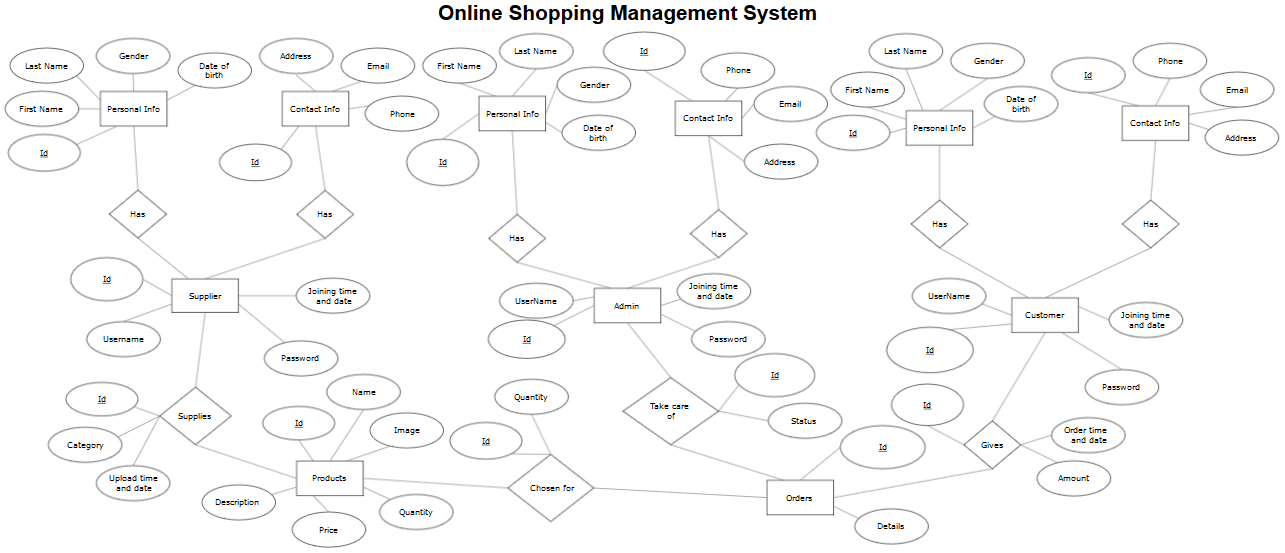 Online Shopping Management System
Last Name
Gender
Date of
birth
First Name
Personal Info
Id
Address
Email
Contact Info
Phone
Id
First Name
Last Name
Gender
Personal Info
Date of
birth
Id
Id
Phone
Email
Contact Info
Address
Last Name
Gender
First Name
Date of
birth
Id
Personal Info
Id
Phone
Email
Contact Info
Address
Has
Has
Has
Has
Has
Has
Id
Supplier
Joining time
and date
Username
Password
UserName
Admin
Joining time
and date
Id
Password
UserName
Customer
Joining time
and date
Id
Password
Id
Supplies
Category
Upload time
and date
Name
Id
Image
Products
Description
Quantity
Price
Quantity
Id
Chosen for
Take care
of
Id
Status
Id
Orders
Details
Id
Gives
Order time
and date
Amount